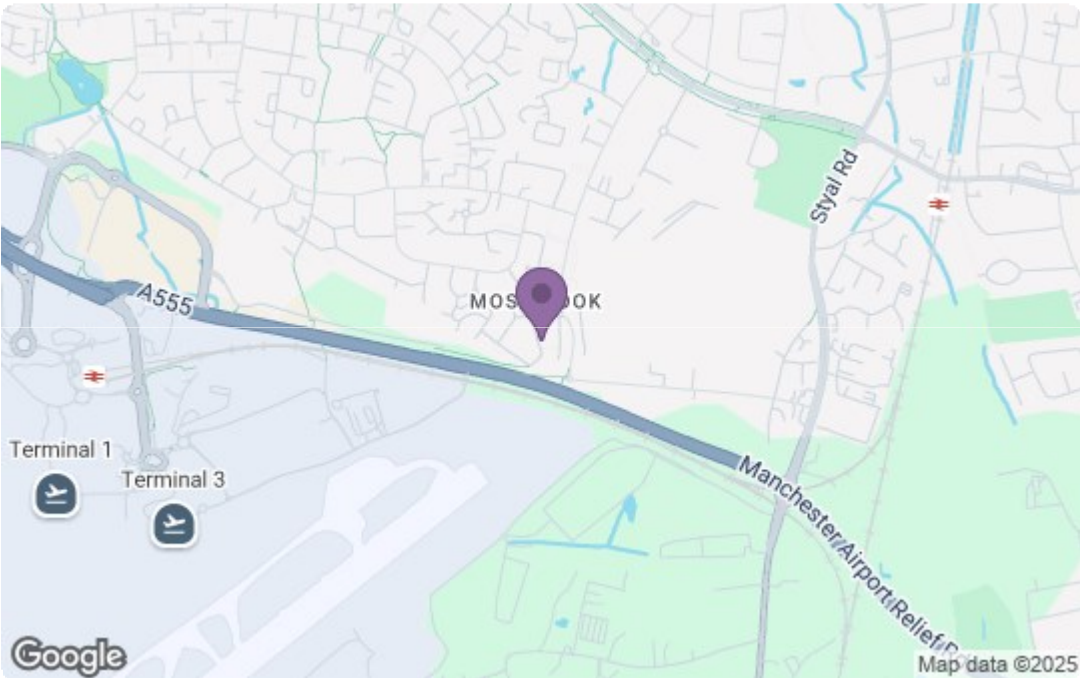 Styal Rd
MOS OOK
A555
Terminal 1
Terminal 3
Manchester Airport Relief R
Google
Map data ©2025